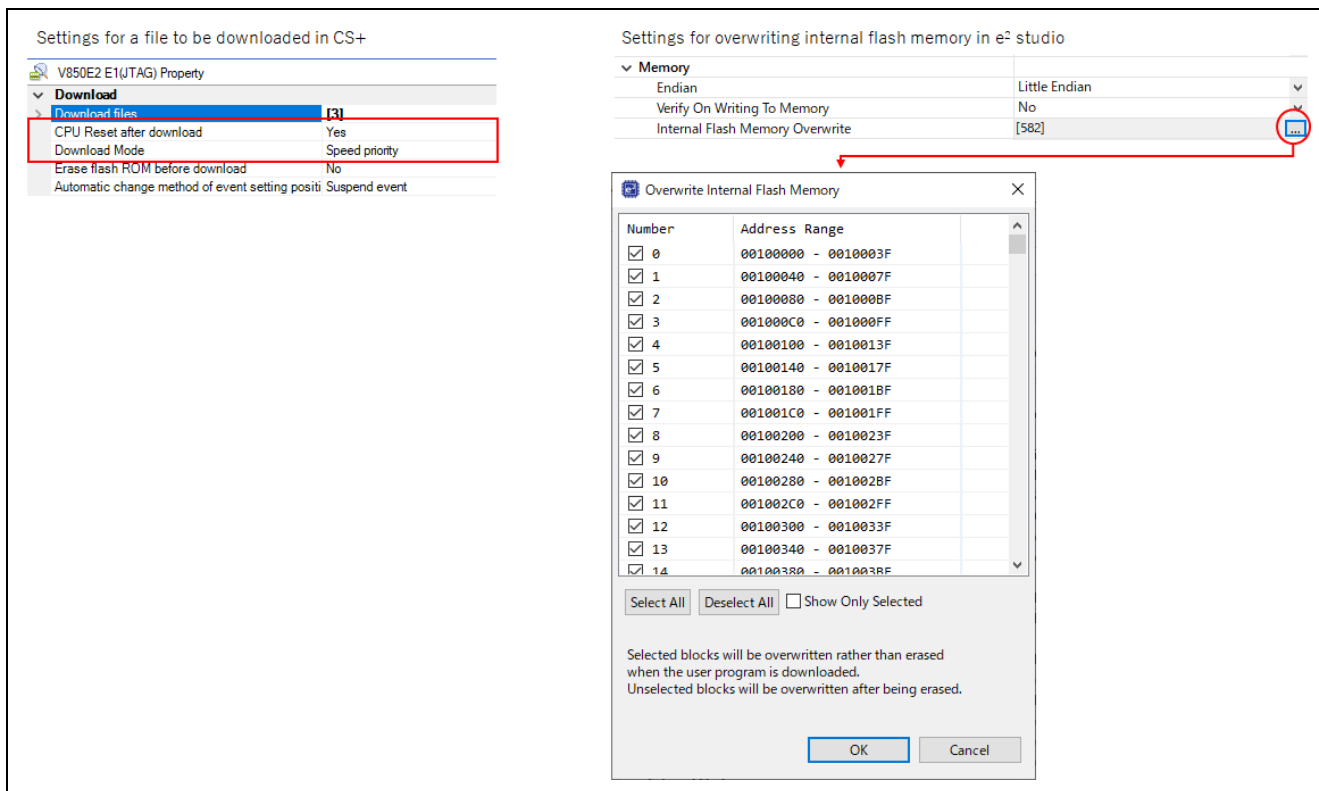 Settings for a file to be downloaded in CS+
V850E2 E1(JTAG) Property
Download
Download files [3]
CPU Reset after download Yes
Download Mode Speed priority
Erase flash ROM before download No
Automatic change method of event setting positi Suspend event
Settings for overwriting internal flash memory in e² studio
Memory
Endian Little Endian
Verify On Writing To Memory No
Internal Flash Memory Overwrite [582] ...
Overwrite Internal Flash Memory
Number Address Range
0 00100000 - 0010003F
1 00100040 - 0010007F
2 00100080 - 001000BF
3 001000C0 - 001000FF
4 00100100 - 0010013F
5 00100140 - 0010017F
6 00100180 - 001001BF
7 001001C0 - 001001FF
8 00100200 - 0010023F
9 00100240 - 0010027F
10 00100280 - 001002BF
11 001002C0 - 001002FF
12 00100300 - 0010033F
13 00100340 - 0010037F
14 00100380 - 001003BF
Select All Deselect All Show Only Selected
Selected blocks will be overwritten rather than erased
when the user program is downloaded.
Unselected blocks will be overwritten after being erased.
OK Cancel